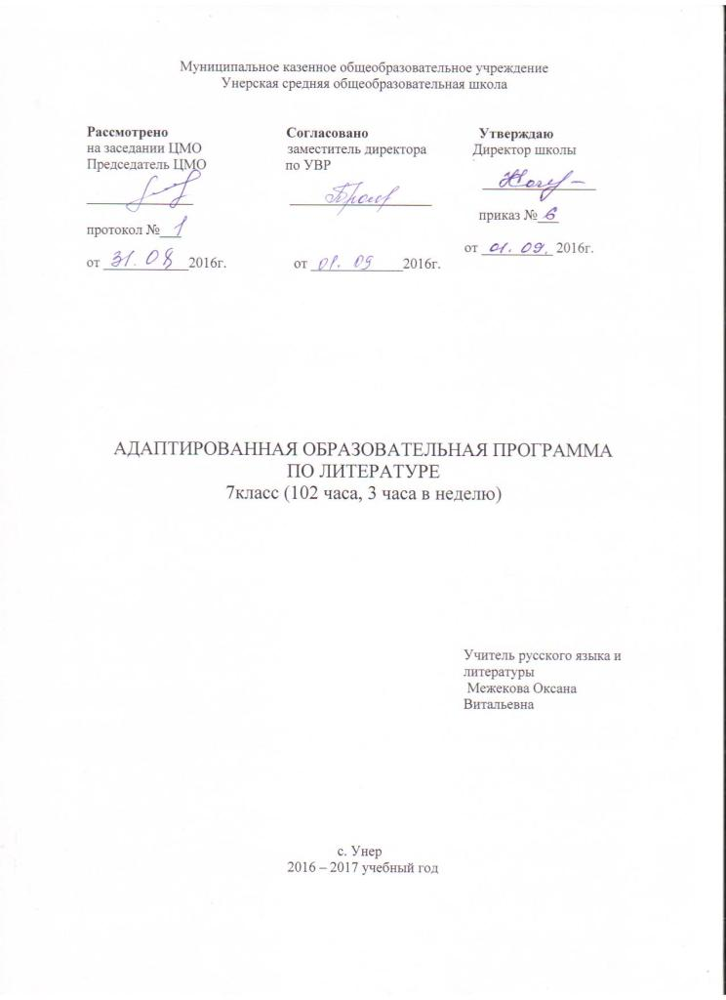 Муниципальное казенное общеобразовательное учреждение
Унерская средняя общеобразовательная школа
Рассмотрено
на заседании ЦМО
Председатель ЦМО
протокол № 1
от 31.08 2016г.
Согласовано
заместитель директора
по УВР
от 01.09 2016г.
Утверждаю
Директор школы
приказ № 6
от 01.09. 2016г.
АДАПТИРОВАННАЯ ОБРАЗОВАТЕЛЬНАЯ ПРОГРАММА
ПО ЛИТЕРАТУРЕ
7класс (102 часа, 3 часа в неделю)
Учитель русского языка и
литературы
Межекова Оксана
Витальевна
с. Унер
2016 – 2017 учебный год